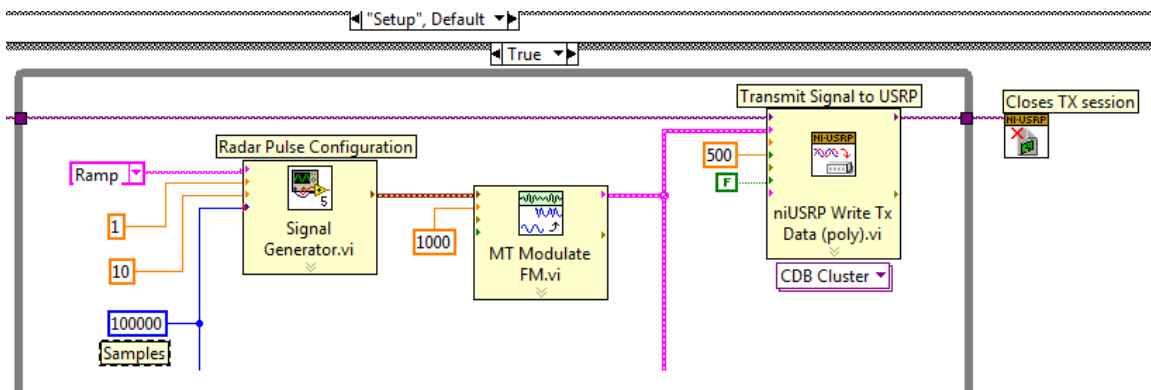 "Setup", Default
True
Transmit Signal to USRP
Closes TX session
NI-USRP
NI-USRP
Radar Pulse Configuration
Ramp
500
F
1
5
1000
Signal
Generator.vi
MT Modulate
FM.vi
niUSRP Write Tx
Data (poly).vi
10
CDB Cluster
100000
Samples